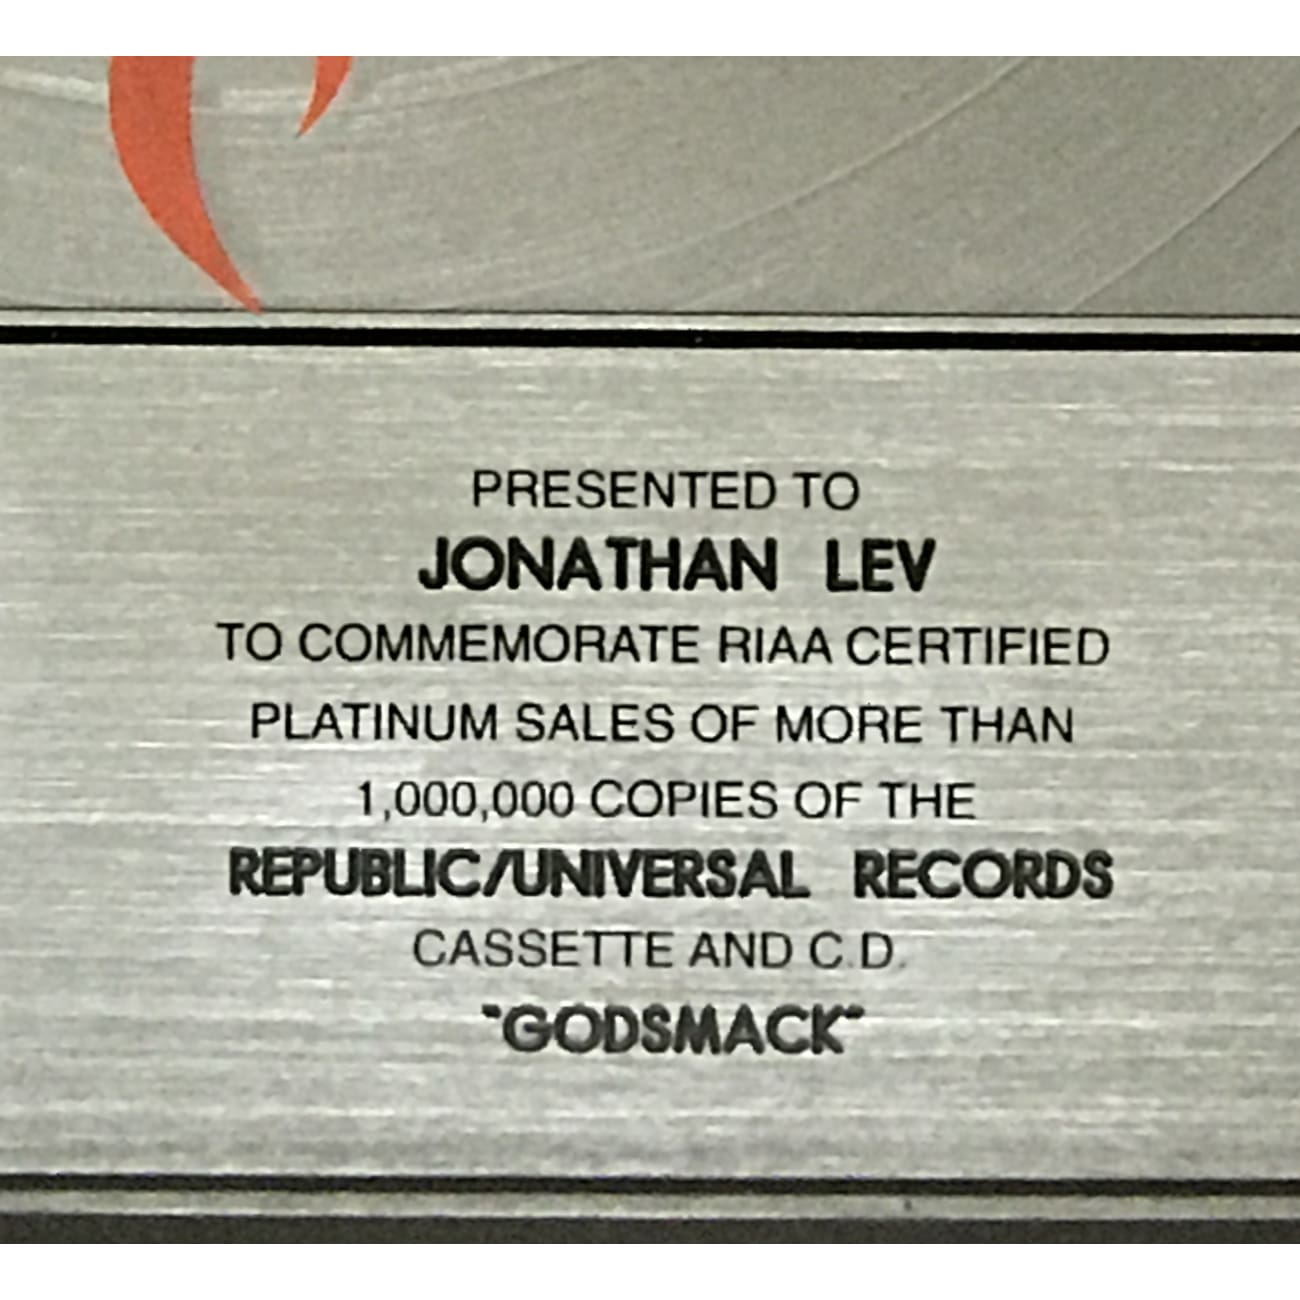 PRESENTED TO
JONATHAN LEV
TO COMMEMORATE RIAA CERTIFIED
PLATINUM SALES OF MORE THAN
1,000,000 COPIES OF THE
REPUBLIC/UNIVERSAL RECORDS
CASSETTE AND C.D.
"GODSMACK"